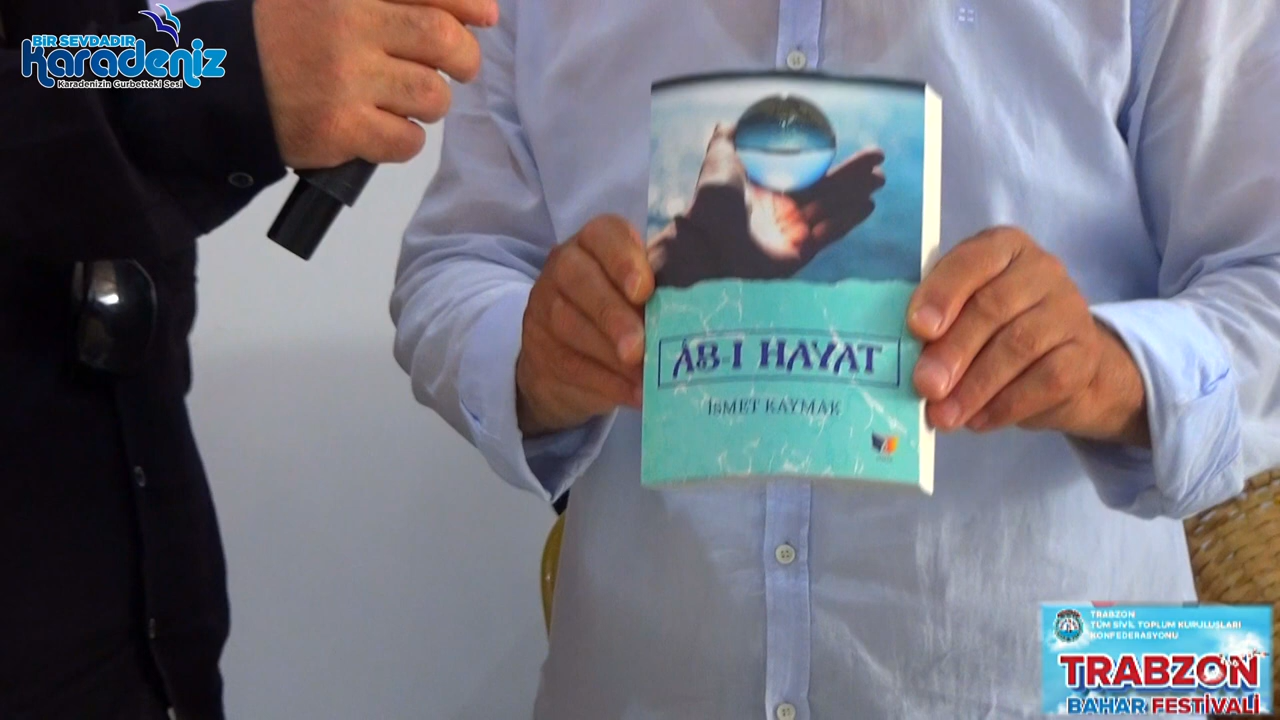 BİR SEVDADIR
Karadeniz
Karadenizin Gurbetteki Sesi
ÂB-I HAYAT
İSMET KAYMAK
TRABZON
TÜM SİVİL TOPLUM KURULUŞLARI
KONFEDERASYONU
TRABZON
BAHAR FESTİVALİ